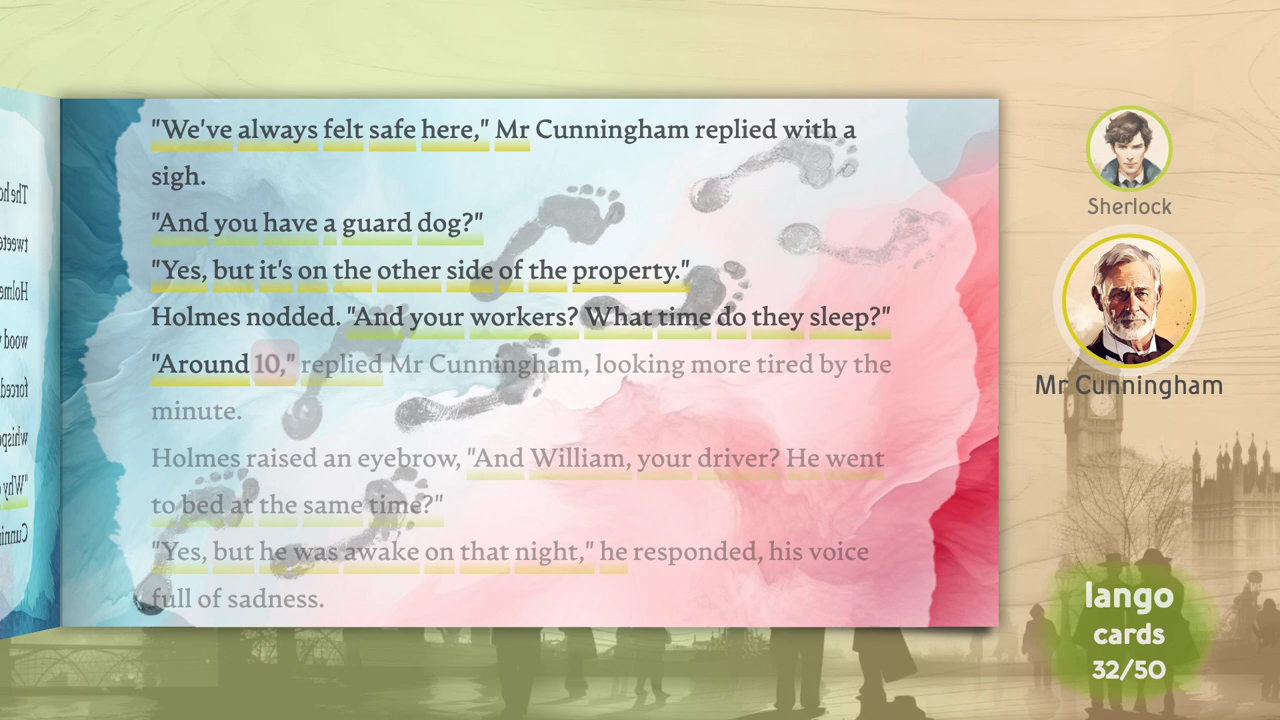 "We've always felt safe here," Mr Cunningham replied with a
sigh.
"And you have a guard dog?"
"Yes, but it's on the other side of the property."
Holmes nodded. "And your workers? What time do they sleep?"
"Around 10," replied Mr Cunningham, looking more tired by the
minute.
Holmes raised an eyebrow, "And William, your driver? He went
to bed at the same time?"
"Yes, but he was awake on that night," he responded, his voice
full of sadness.
Sherlock
Mr Cunningham
lango
cards
32/50